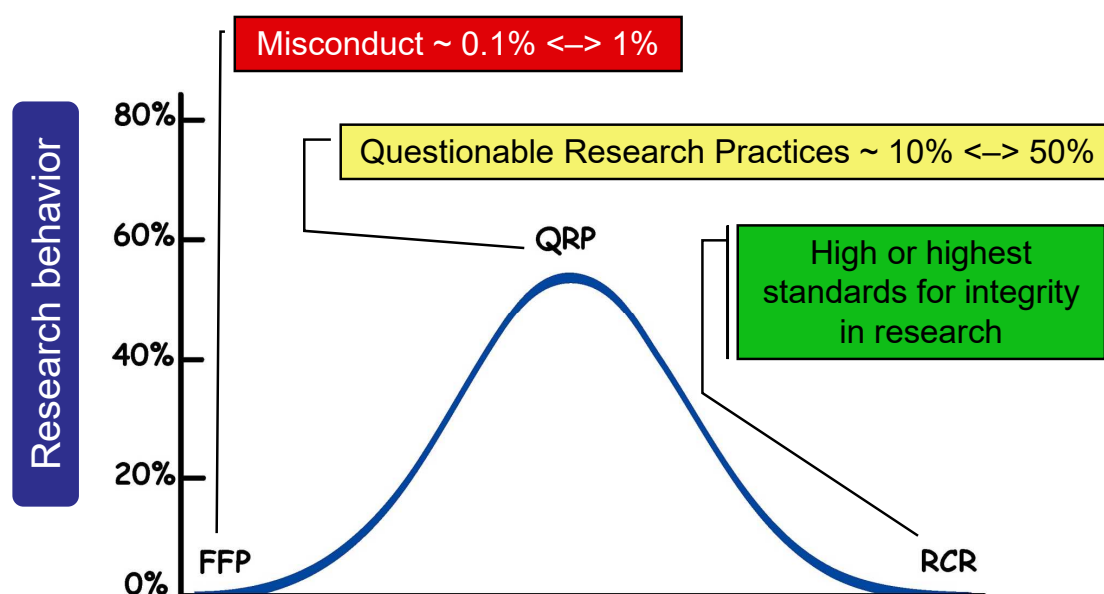 Misconduct ~ 0.1% <–> 1%
80%
Questionable Research Practices ~ 10% <–> 50%
Research behavior
60%
QRP
High or highest
standards for integrity
in research
40%
20%
FFP
RCR
0%